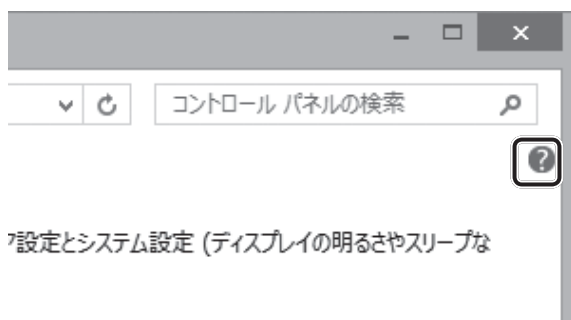 コントロール パネルの検索
?
ア設定とシステム設定 (ディスプレイの明るさやスリープな